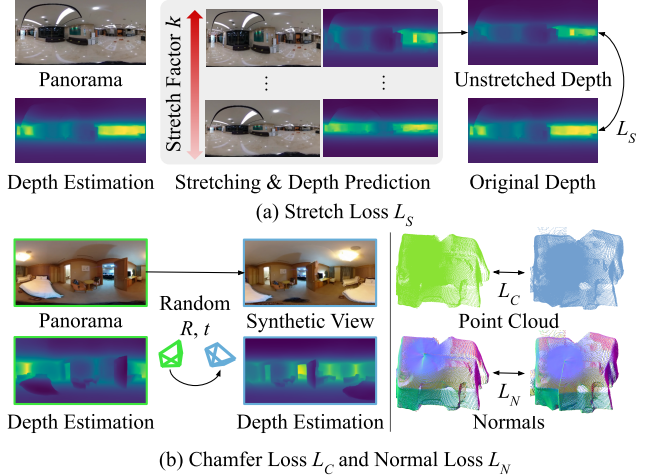 Panorama
Depth Estimation
Stretch Factor k
⋮ ⋮
Stretching & Depth Prediction
Unstretched Depth
L_S
Original Depth
(a) Stretch Loss L_S
Panorama
Random
R, t
Synthetic View
Depth Estimation
Depth Estimation
L_C
Point Cloud
L_N
Normals
(b) Chamfer Loss L_C and Normal Loss L_N